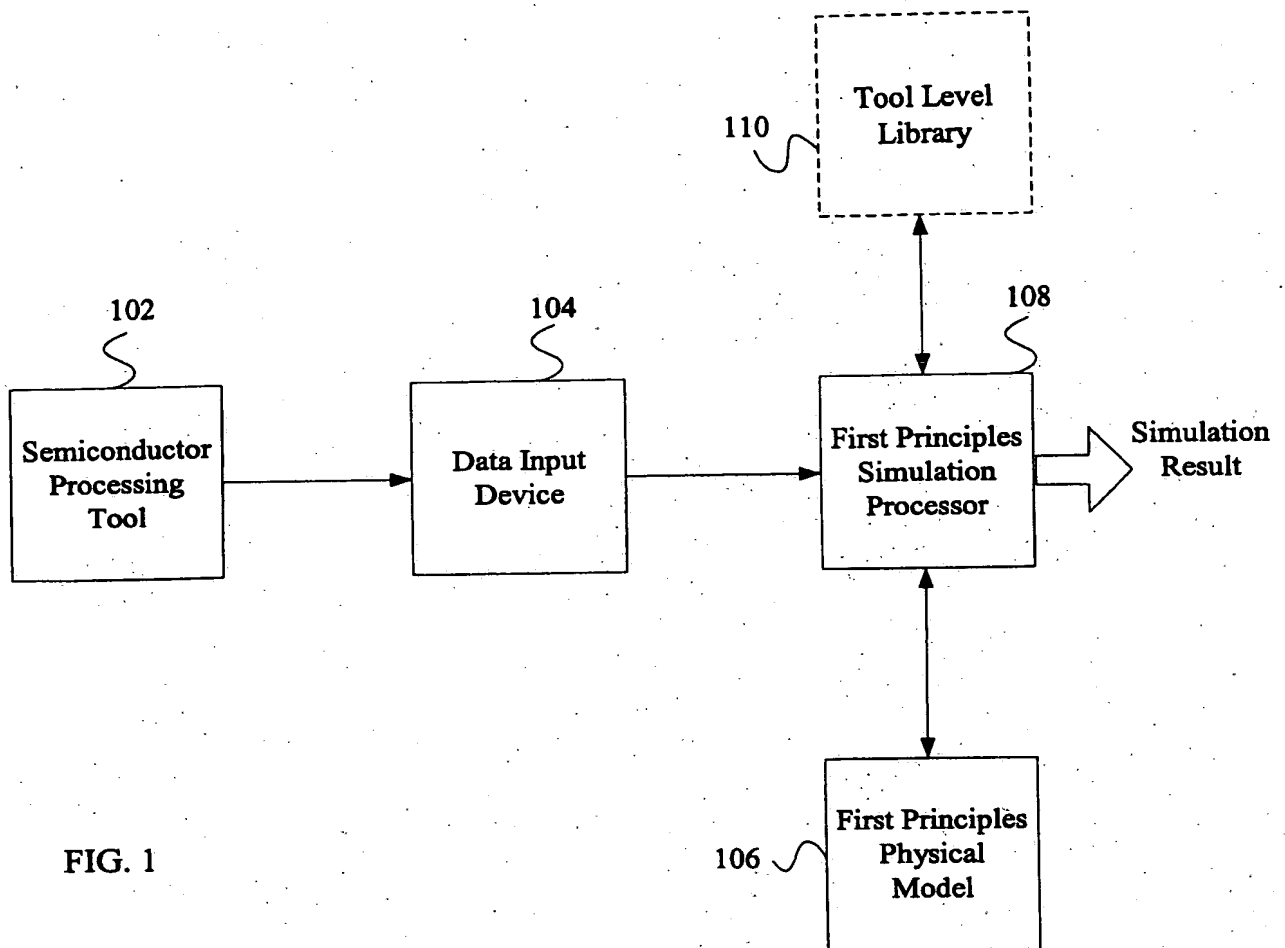 Tool Level
Library
110
102
104
108
Semiconductor
Processing
Tool
Data Input
Device
First Principles
Simulation
Processor
Simulation
Result
First Principles
Physical
Model
106
FIG. 1